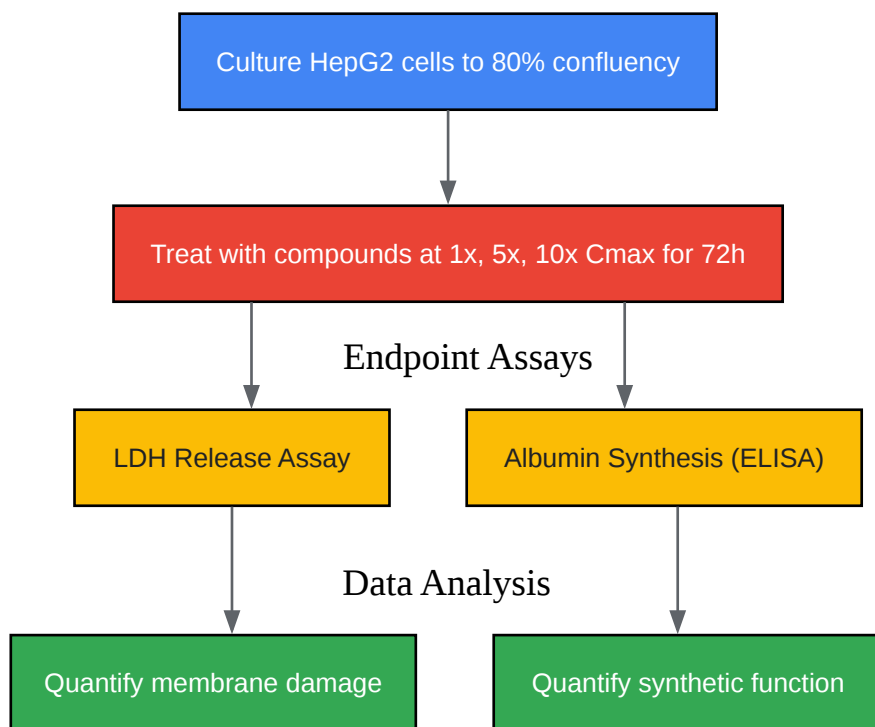 Culture HepG2 cells to 80% confluency
Treat with compounds at 1x, 5x, 10x Cmax for 72h
Endpoint Assays
LDH Release Assay
Albumin Synthesis (ELISA)
Data Analysis
Quantify membrane damage
Quantify synthetic function